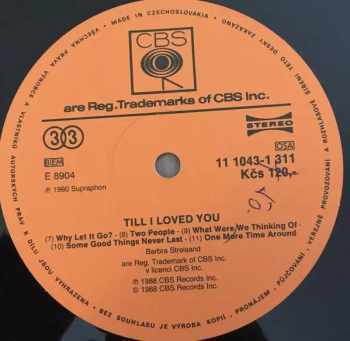 • VŠECHNA PRÁVA VÝROBCE A VLASTNÍKŮ AUTORSKÝCH PRÁV K DÍLU JSOU VYHRAZENA • BEZ SOUHLASU JE VÝROBA KOPIÍ, PRONÁJEM, PŮJČOVÁNÍ, VEŘEJNÉ PROVOZOVÁNÍ A ROZHLASOVÉ ŠÍŘENÍ TÉTO DESKY ZAKÁZÁNO • MADE IN CZECHOSLOVAKIA
CBS
are Reg.Trademarks of CBS Inc.
33
STEREO
OSA
E 8904
11 1043-1 311
Kčs 120,-
℗ 1990 Supraphon
TILL I LOVED YOU
(7) Why Let It Go? - (8) Two People - (9) What Were We Thinking Of -
(10) Some Good Things Never Last - (11) One More Time Around
Barbra Streisand
are Reg. Trademark of CBS Inc.
v licenci CBS Inc.
℗ 1988 CBS Records Inc.
© 1988 CBS Records Inc.